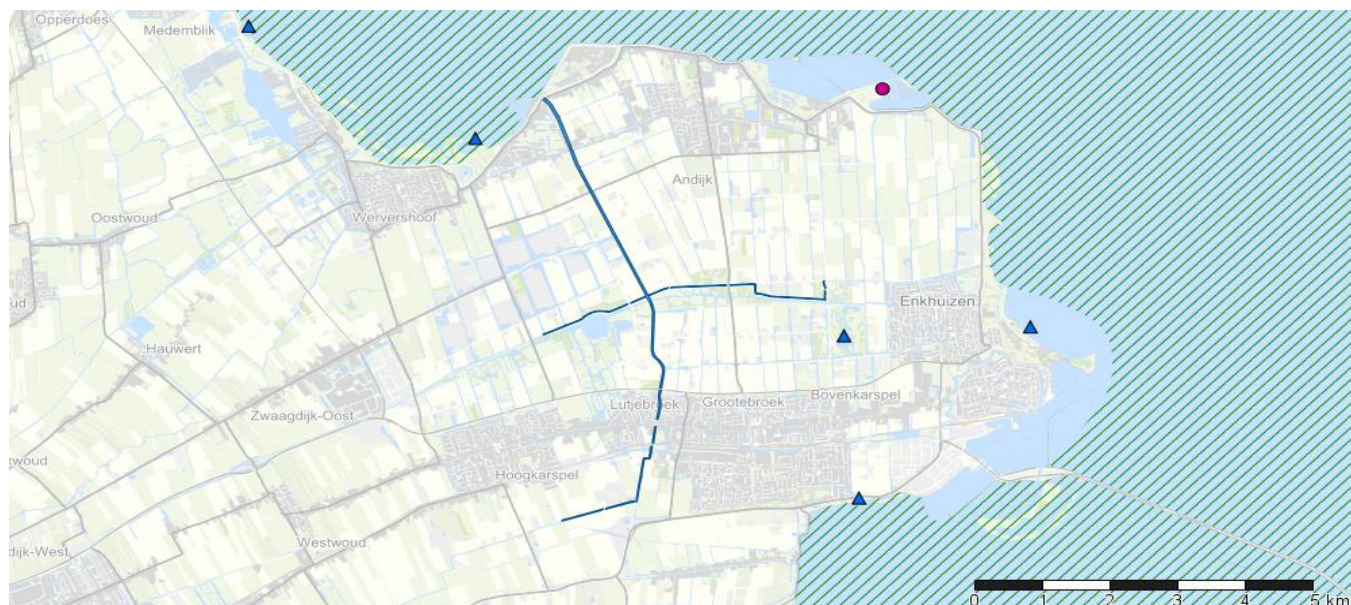 Opperdoes
Medemblik
Andijk
Oostwoud
Wervershoof
Enkhuizen
ud
Hauwert
Zwaagdijk-Oost
Lutjebroek
Grootebroek
Bovenkarspel
woud
Hoogkarspel
Westwoud
dijk-West
0 1 2 3 4 5 km